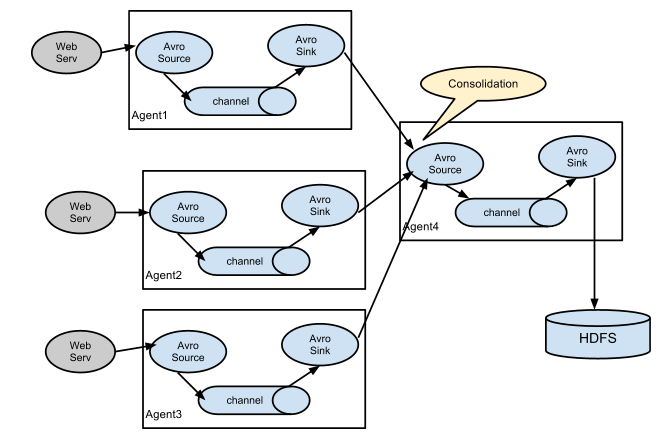 Web
Serv
Avro
Source
channel
Avro
Sink
Agent1
Web
Serv
Avro
Source
channel
Avro
Sink
Agent2
Web
Serv
Avro
Source
channel
Avro
Sink
Agent3
Consolidation
Avro
Source
channel
Avro
Sink
Agent4
HDFS